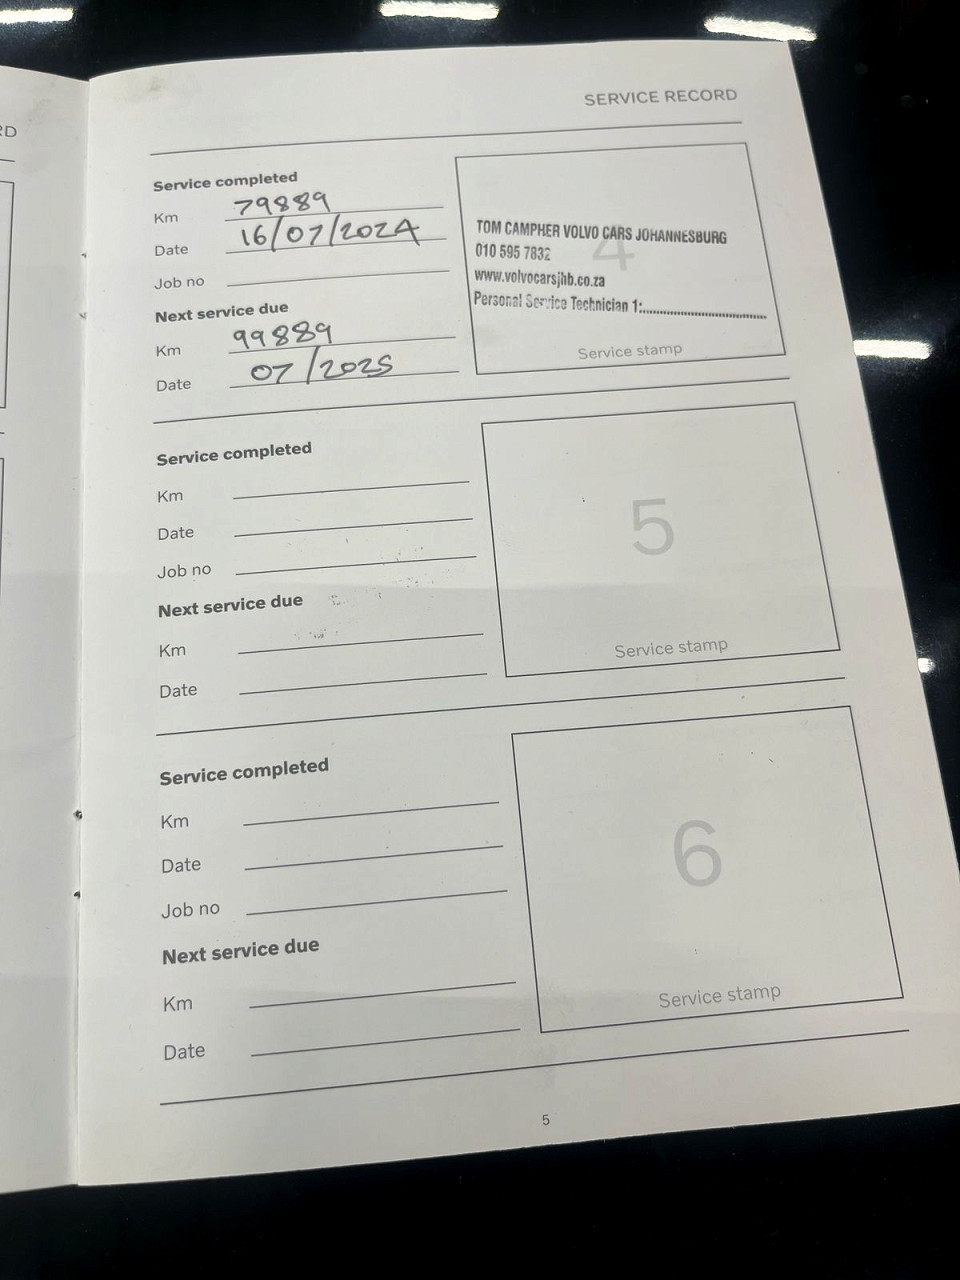 RD
SERVICE RECORD
Service completed
Km 79889
Date 16/07/2024
Job no
Next service due
Km 99889
Date 07/2025
4
TOM CAMPHER VOLVO CARS JOHANNESBURG
010 595 7832
www.volvocarsjhb.co.za
Personal Service Technician 1:
Service stamp
Service completed
Km
Date
Job no
Next service due
Km
Date
5
Service stamp
Service completed
Km
Date
Job no
Next service due
Km
Date
6
Service stamp
5